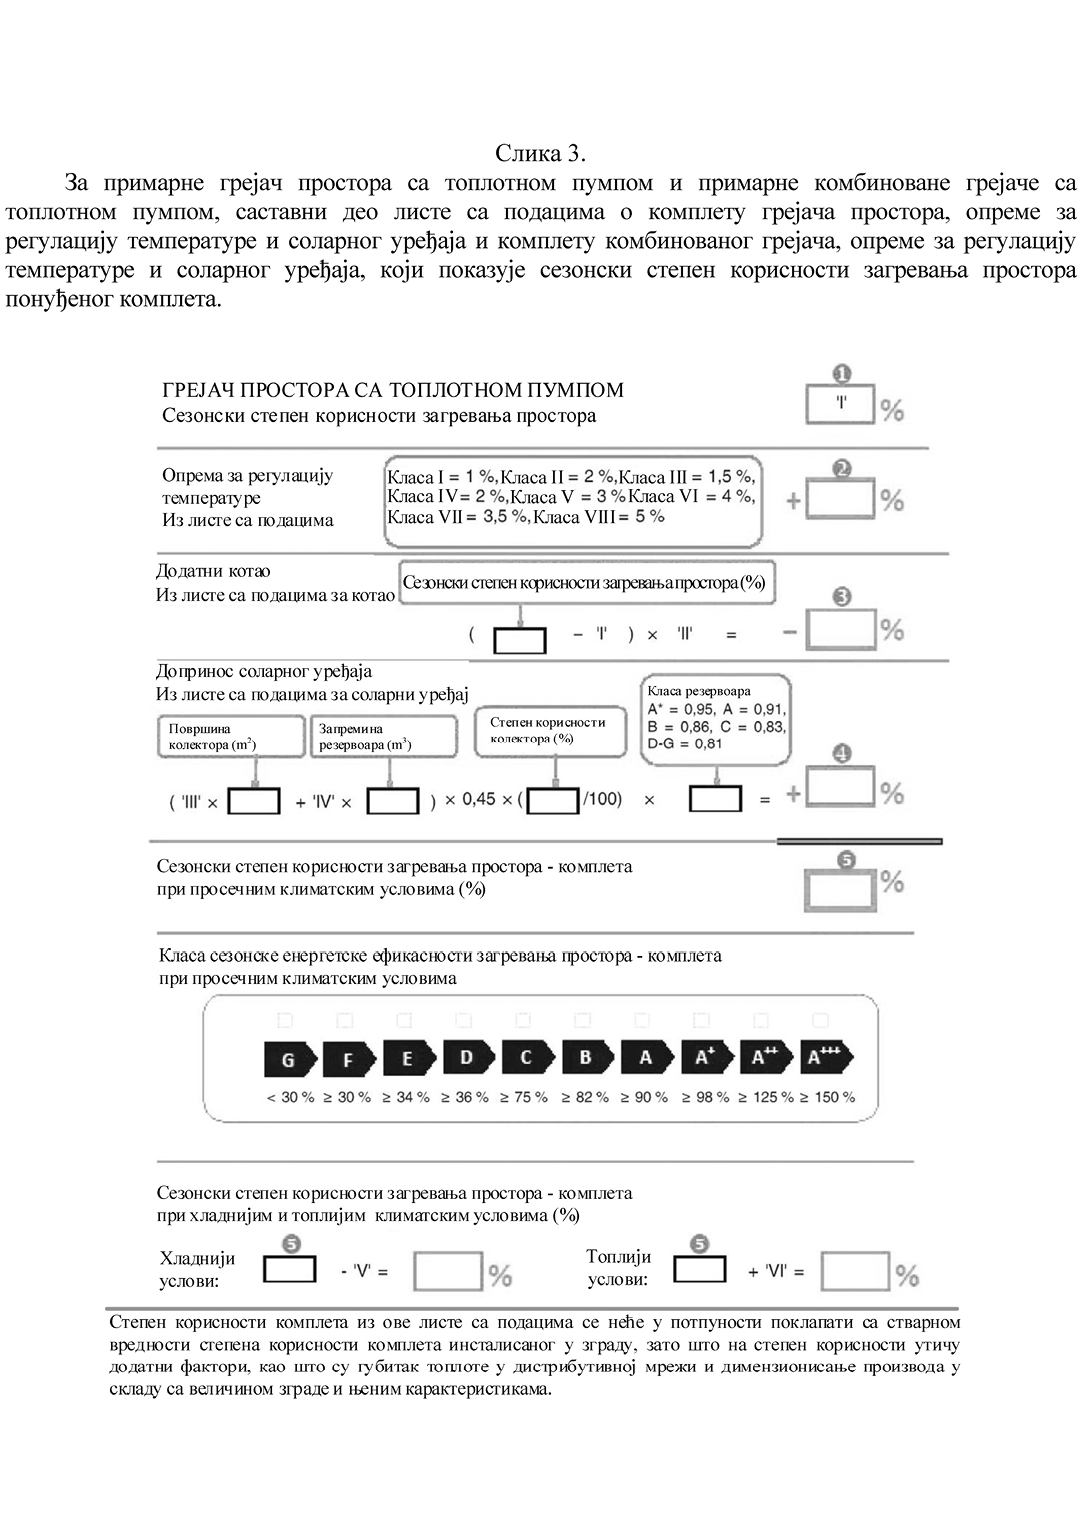 Слика 3.
За примарне грејач простора са топлотном пумпом и примарне комбиноване грејаче са
топлотном пумпом, саставни део листе са подацима о комплету грејача простора, опреме за
регулацију температуре и соларног уређаја и комплету комбинованог грејача, опреме за регулацију
температуре и соларног уређаја, који показује сезонски степен корисности загревања простора
понуђеног комплета.
1
ГРЕЈАЧ ПРОСТОРА СА ТОПЛОТНОМ ПУМПОМ
Сезонски степен корисности загревања простора
'I' %
Опрема за регулацију
температуре
Из листе са подацима
Класа I = 1 %, Класа II = 2 %, Класа III = 1,5 %,
Класа IV = 2 %, Класа V = 3 % Класа VI = 4 %,
Класа VII = 3,5 %, Класа VIII = 5 %
2
+ %
Додатни котао
Из листе са подацима за котао
Сезонски степен корисности загревања простора (%)
3
( - 'I' ) × 'II' = − %
Допринос соларног уређаја
Из листе са подацима за соларни уређај
Површина
колектора (m²)
Запремина
резервоара (m³)
Степен корисности
колектора (%)
Класа резервоара
A* = 0,95, A = 0,91,
B = 0,86, C = 0,83,
D-G = 0,81
4
( 'III' × + 'IV' × ) × 0,45 × ( /100) × = + %
Сезонски степен корисности загревања простора - комплета
при просечним климатским условима (%)
5
%
Класа сезонске енергетске ефикасности загревања простора - комплета
при просечним климатским условима
G F E D C B A A⁺ A⁺⁺ A⁺⁺⁺
< 30 % ≥ 30 % ≥ 34 % ≥ 36 % ≥ 75 % ≥ 82 % ≥ 90 % ≥ 98 % ≥ 125 % ≥ 150 %
Сезонски степен корисности загревања простора - комплета
при хладнијим и топлијим климатским условима (%)
Хладнији
услови:
5
- 'V' = %
Топлији
услови:
5
+ 'VI' = %
Степен корисности комплета из ове листе са подацима се неће у потпуности поклапати са стварном
вредности степена корисности комплета инсталисаног у зграду, зато што на степен корисности утичу
додатни фактори, као што су губитак топлоте у дистрибутивној мрежи и димензионисање производа у
складу са величином зграде и њеним карактеристикама.